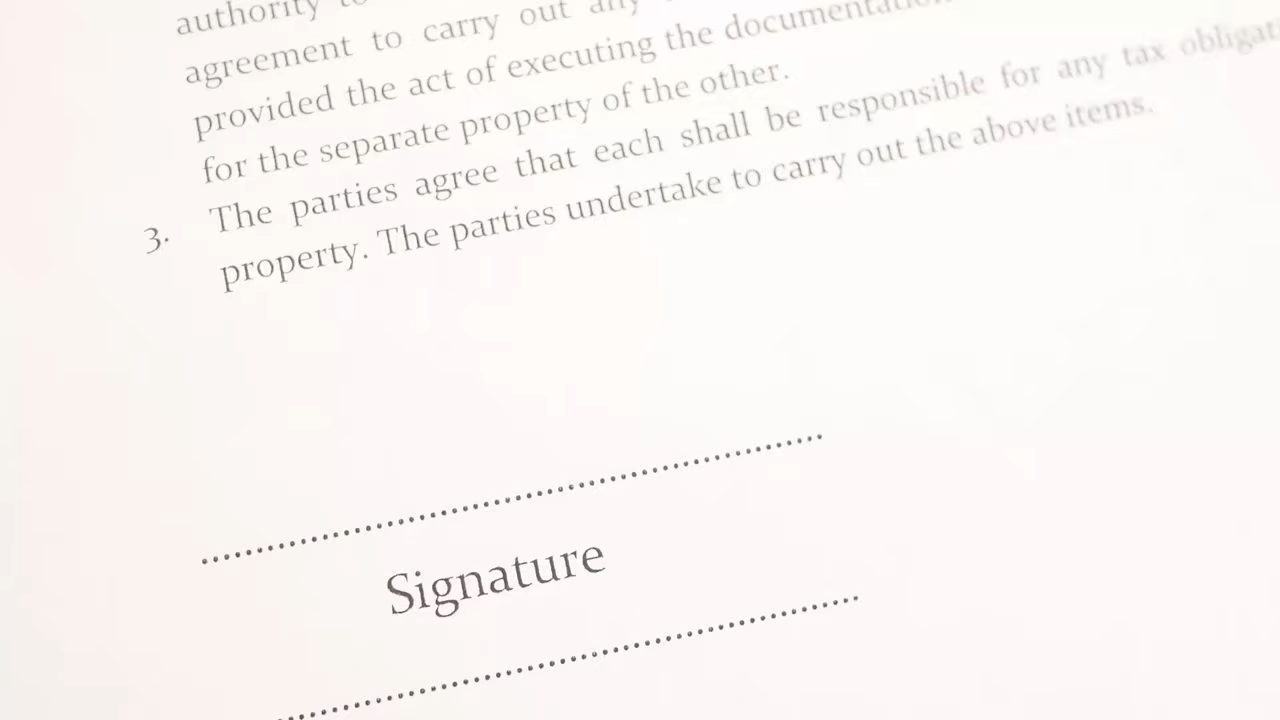 authority to
agreement to carry out any
provided the act of executing the
for the separate property of the other.
3. The parties agree that each shall be responsible for any tax
property. The parties undertake to carry out the above items.
Signature